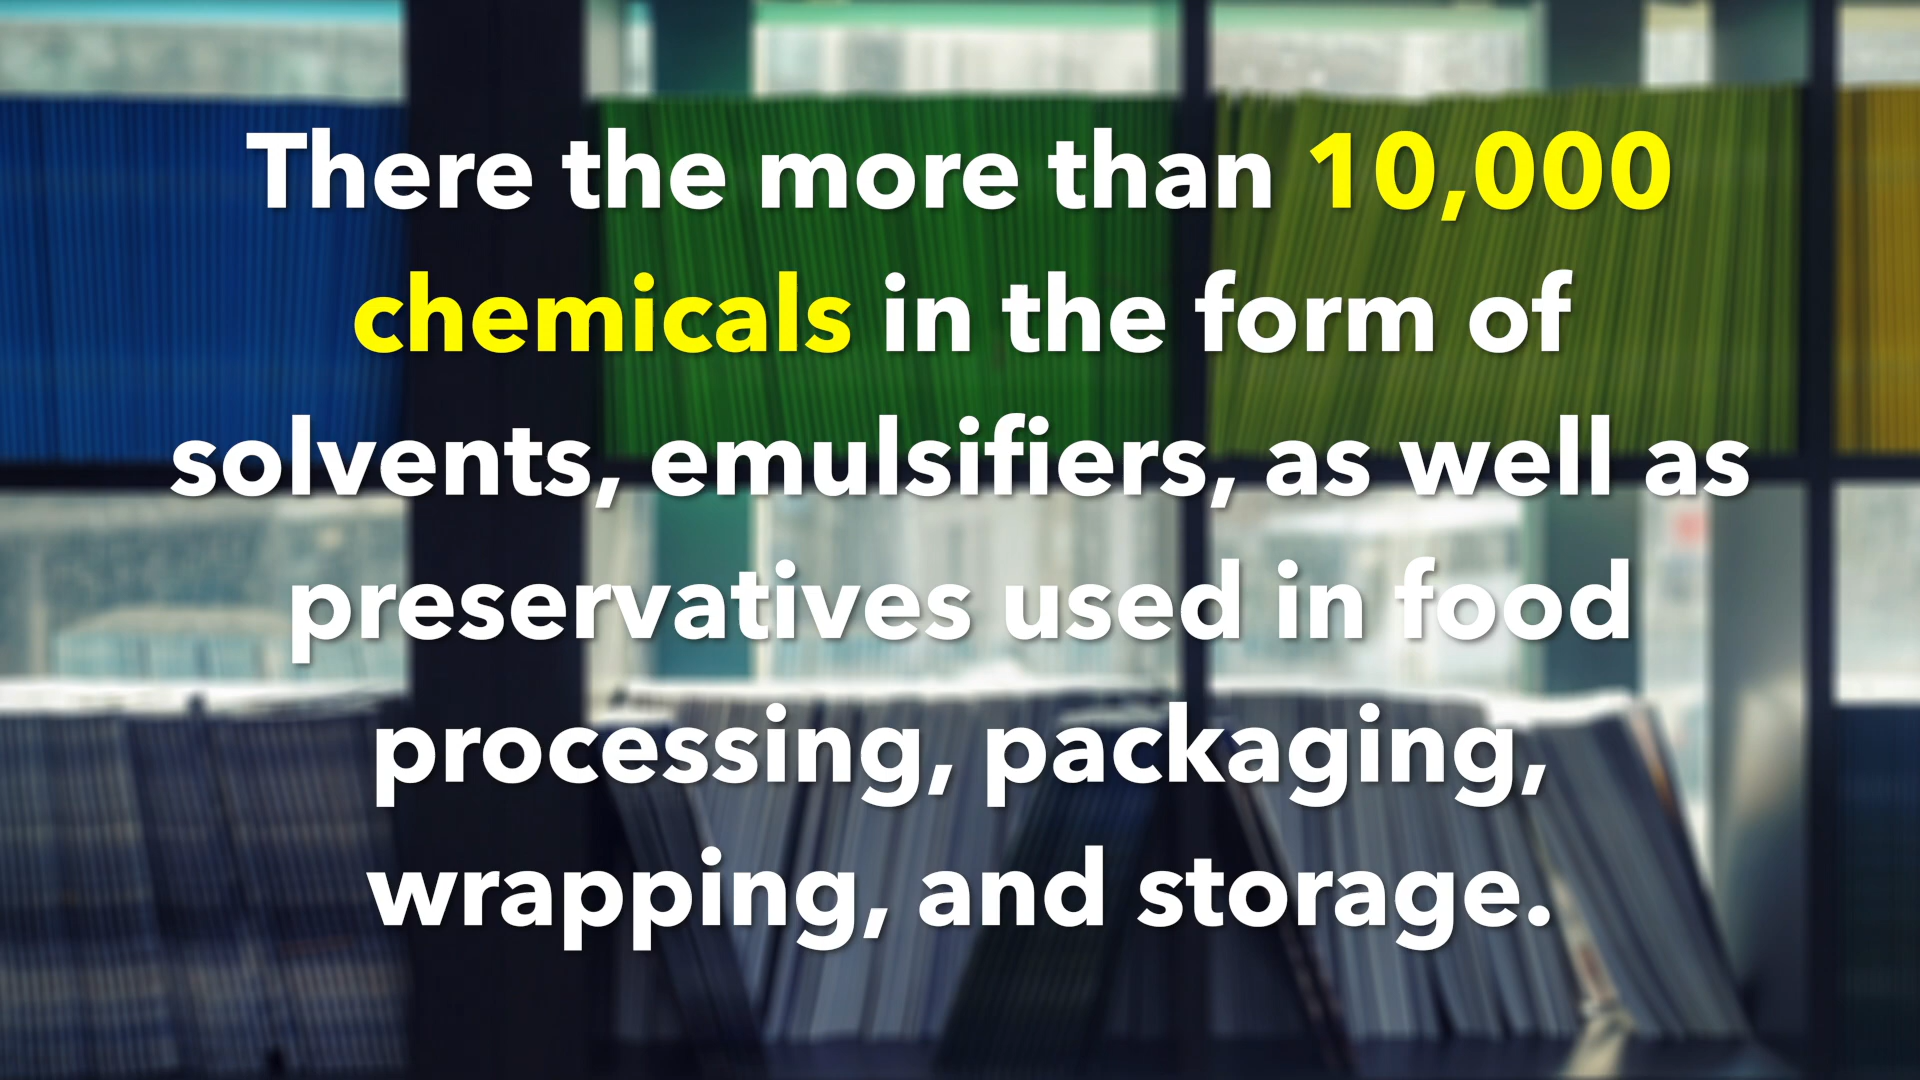 There the more than 10,000
chemicals in the form of
solvents, emulsifiers, as well as
preservatives used in food
processing, packaging,
wrapping, and storage.